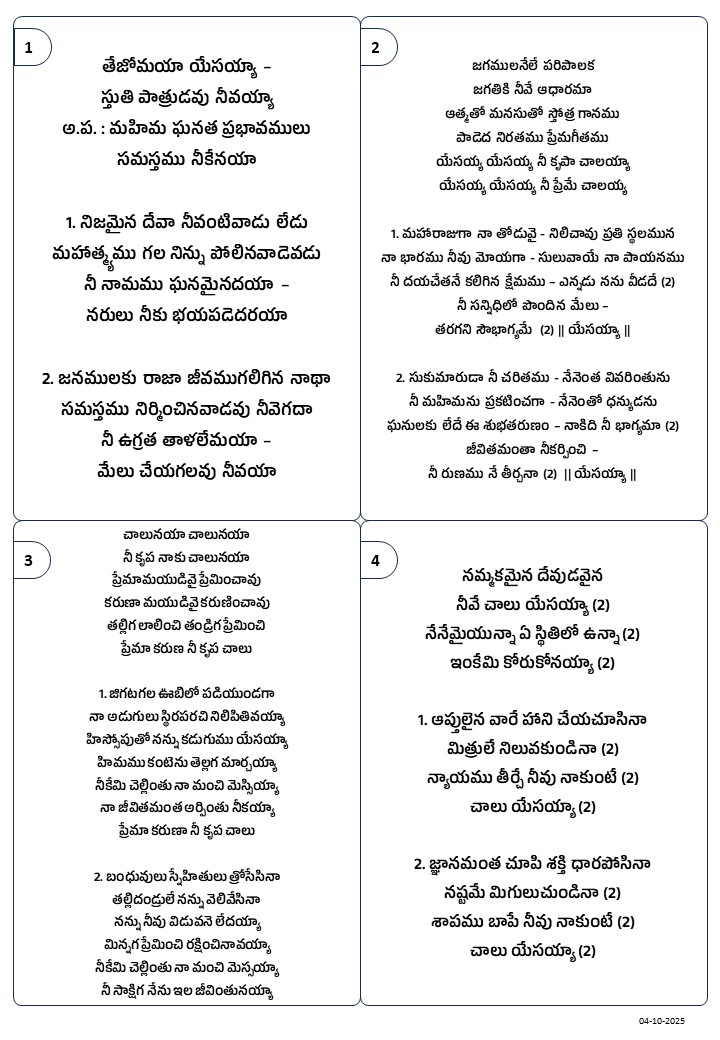 1
తేజోమయా యేసయ్యా –
స్తుతి పాత్రుడవు నీవయ్యా
అ.ప. : మహిమ ఘనత ప్రభావములు
సమస్తము నీకేనయా
1. నిజమైన దేవా నీవంటివాడు లేడు
మహాత్మ్యము గల నిన్ను పోలినవాడెవడు
నీ నామము ఘనమైనదయా –
నరులు నీకు భయపడెదరయా
2. జనములకు రాజా జీవముగలిగిన నాథా
సమస్తము నిర్మించినవాడవు నీవెగదా
నీ ఉగ్రత తాళలేమయా –
మేలు చేయగలవు నీవయా
2
జగములనేలే పరిపాలక
జగతికి నీవే ఆధారమా
ఆత్మతో మనసుతో స్తోత్ర గానము
పాడెద నిరతము ప్రేమగీతము
యేసయ్య యేసయ్య నీ కృపా చాలయ్యా
యేసయ్య యేసయ్య నీ ప్రేమే చాలయ్య
1. మహారాజుగా నా తోడువై - నిలిచావు ప్రతి స్థలమున
నా భారము నీవు మోయగా - సులువాయే నా పాయనము
నీ దయచేతనే కలిగిన క్షేమము – ఎన్నడు నను వీడదే (2)
నీ సన్నిధిలో పొందిన మేలు –
తరగని సౌభాగ్యమే (2) || యేసయ్యా ||
2. సుకుమారుడా నీ చరితము - నేనెంత వివరింతును
నీ మహిమను ప్రకటించగా - నేనెంతో ధన్యుడను
ఘనులకు లేదే ఈ శుభతరుణం – నాకిది నీ భాగ్యమా (2)
జీవితమంతా నీకర్పించి –
నీ రుణము నే తీర్చనా (2) || యేసయ్యా ||
3
చాలునయా చాలునయా
నీ కృప నాకు చాలునయా
ప్రేమామయుడివై ప్రేమించావు
కరుణా మయుడివై కరుణించావు
తల్లిగ లాలించి తండ్రిగ ప్రేమించి
ప్రేమా కరుణ నీ కృప చాలు
1. జిగటగల ఊబిలో పడియుండగా
నా అడుగులు స్థిరపరచి నిలిపితివయ్యా
హిస్సోపుతో నన్ను కడుగుము యేసయ్యా
హిమము కంటెను తెల్లగ మార్చయ్యా
నీకేమి చెల్లింతు నా మంచి మెస్సియ్యా
నా జీవితమంత అర్పింతు నీకయ్యా
ప్రేమా కరుణా నీ కృప చాలు
2. బంధువులు స్నేహితులు త్రోసేసినా
తల్లిదండ్రులే నన్ను వెలివేసినా
నన్ను నీవు విడువనె లేదయ్యా
మిన్నగ ప్రేమించి రక్షించినావయ్యా
నీకేమి చెల్లింతు నా మంచి మెస్సయ్యా
నీ సాక్షిగ నేను ఇల జీవింతునయ్యా
4
నమ్మకమైన దేవుడవైన
నీవే చాలు యేసయ్యా (2)
నేనేమైయున్నా ఏ స్థితిలో ఉన్నా (2)
ఇంకేమి కోరుకోనయ్యా (2)
1. ఆప్తులైన వారే హాని చేయచూసినా
మిత్రులే నిలువకుండినా (2)
న్యాయము తీర్చే నీవు నాకుంటే (2)
చాలు యేసయ్యా (2)
2. జ్ఞానమంత చూపి శక్తి ధారపోసినా
నష్టమే మిగులుచుండినా (2)
శాపము బాపే నీవు నాకుంటే (2)
చాలు యేసయ్యా (2)
04-10-2025